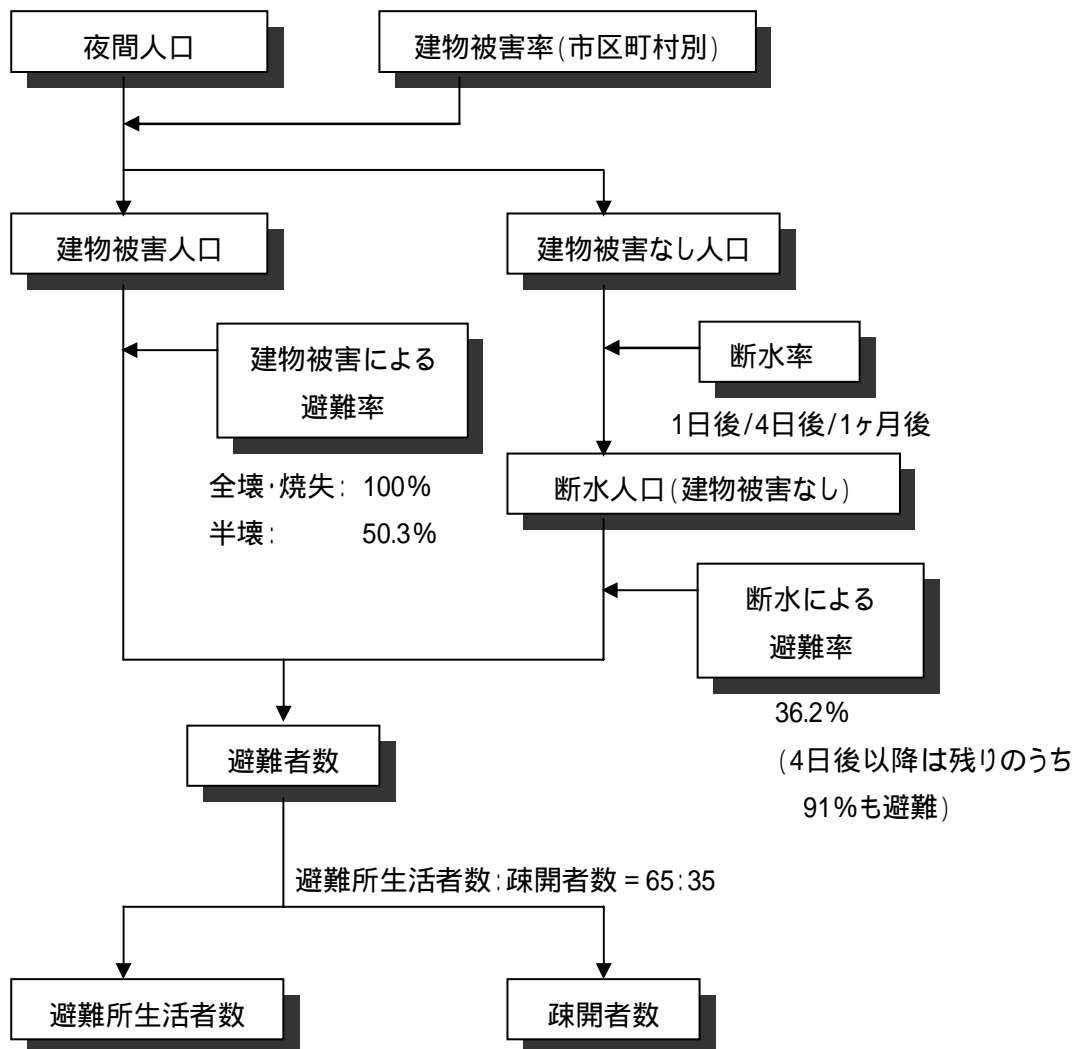 夜間人口
建物被害率(市区町村別)
建物被害人口
建物被害なし人口
建物被害による
避難率
断水率
1日後/4日後/1ヶ月後
全壊・焼失: 100%
半壊: 50.3%
断水人口(建物被害なし)
断水による
避難率
36.2%
(4日後以降は残りのうち
91%も避難)
避難者数
避難所生活者数:疎開者数 = 65:35
避難所生活者数
疎開者数